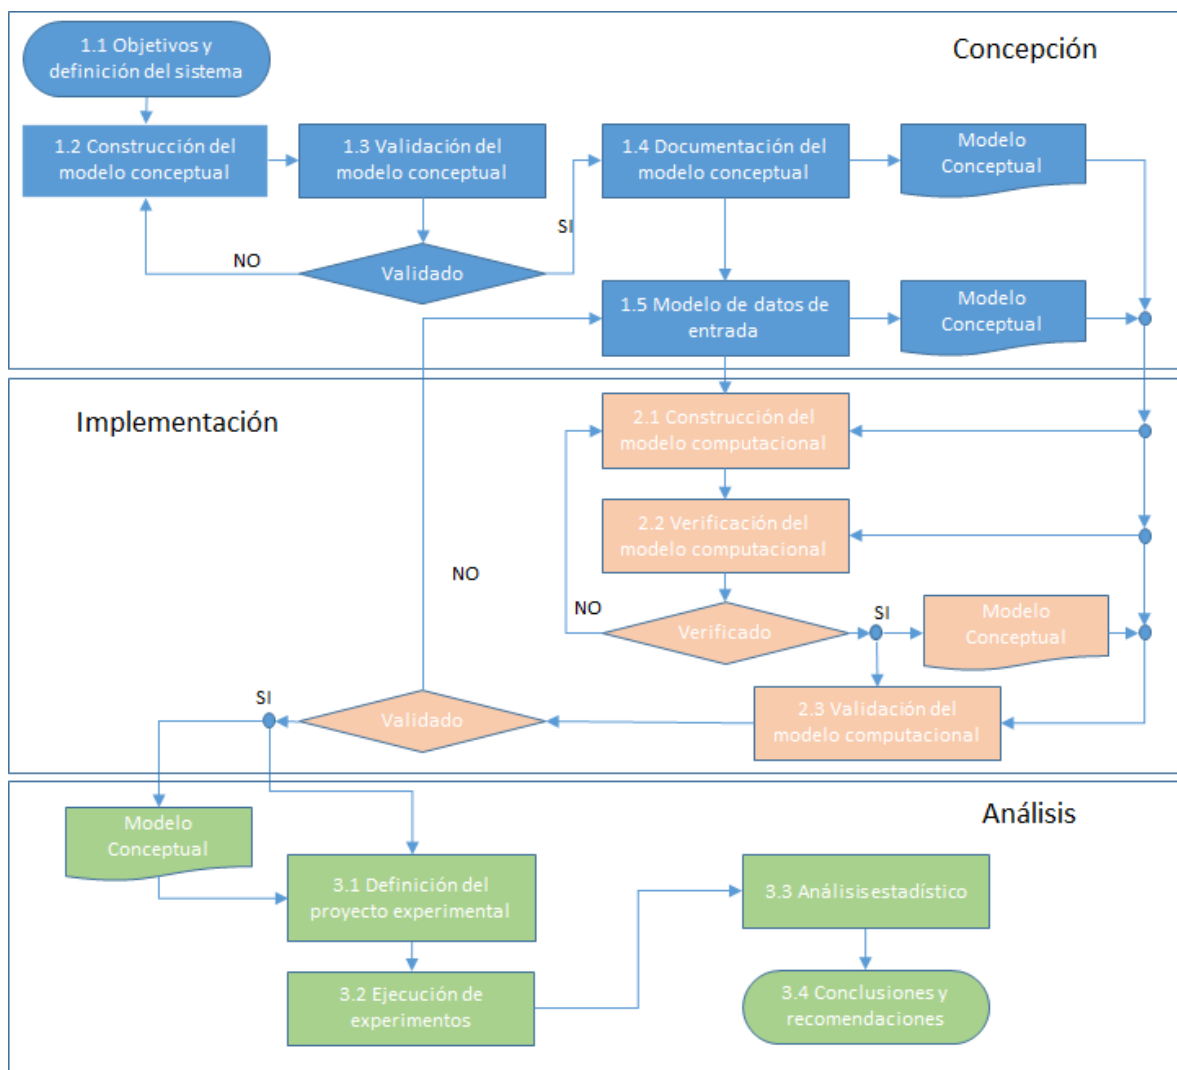 Concepción
1.1 Objetivos y
definición del sistema
1.2 Construcción del
modelo conceptual
1.3 Validación del
modelo conceptual
1.4 Documentación del
modelo conceptual
Modelo
Conceptual
SI
NO
Validado
1.5 Modelo de datos de
entrada
Modelo
Conceptual
Implementación
2.1 Construcción del
modelo computacional
2.2 Verificación del
modelo computacional
NO
NO
Verificado
SI
Modelo
Conceptual
SI
Validado
2.3 Validación del
modelo computacional
Análisis
Modelo
Conceptual
3.1 Definición del
proyecto experimental
3.2 Ejecución de
experimentos
3.3 Análisis estadístico
3.4 Conclusiones y
recomendaciones